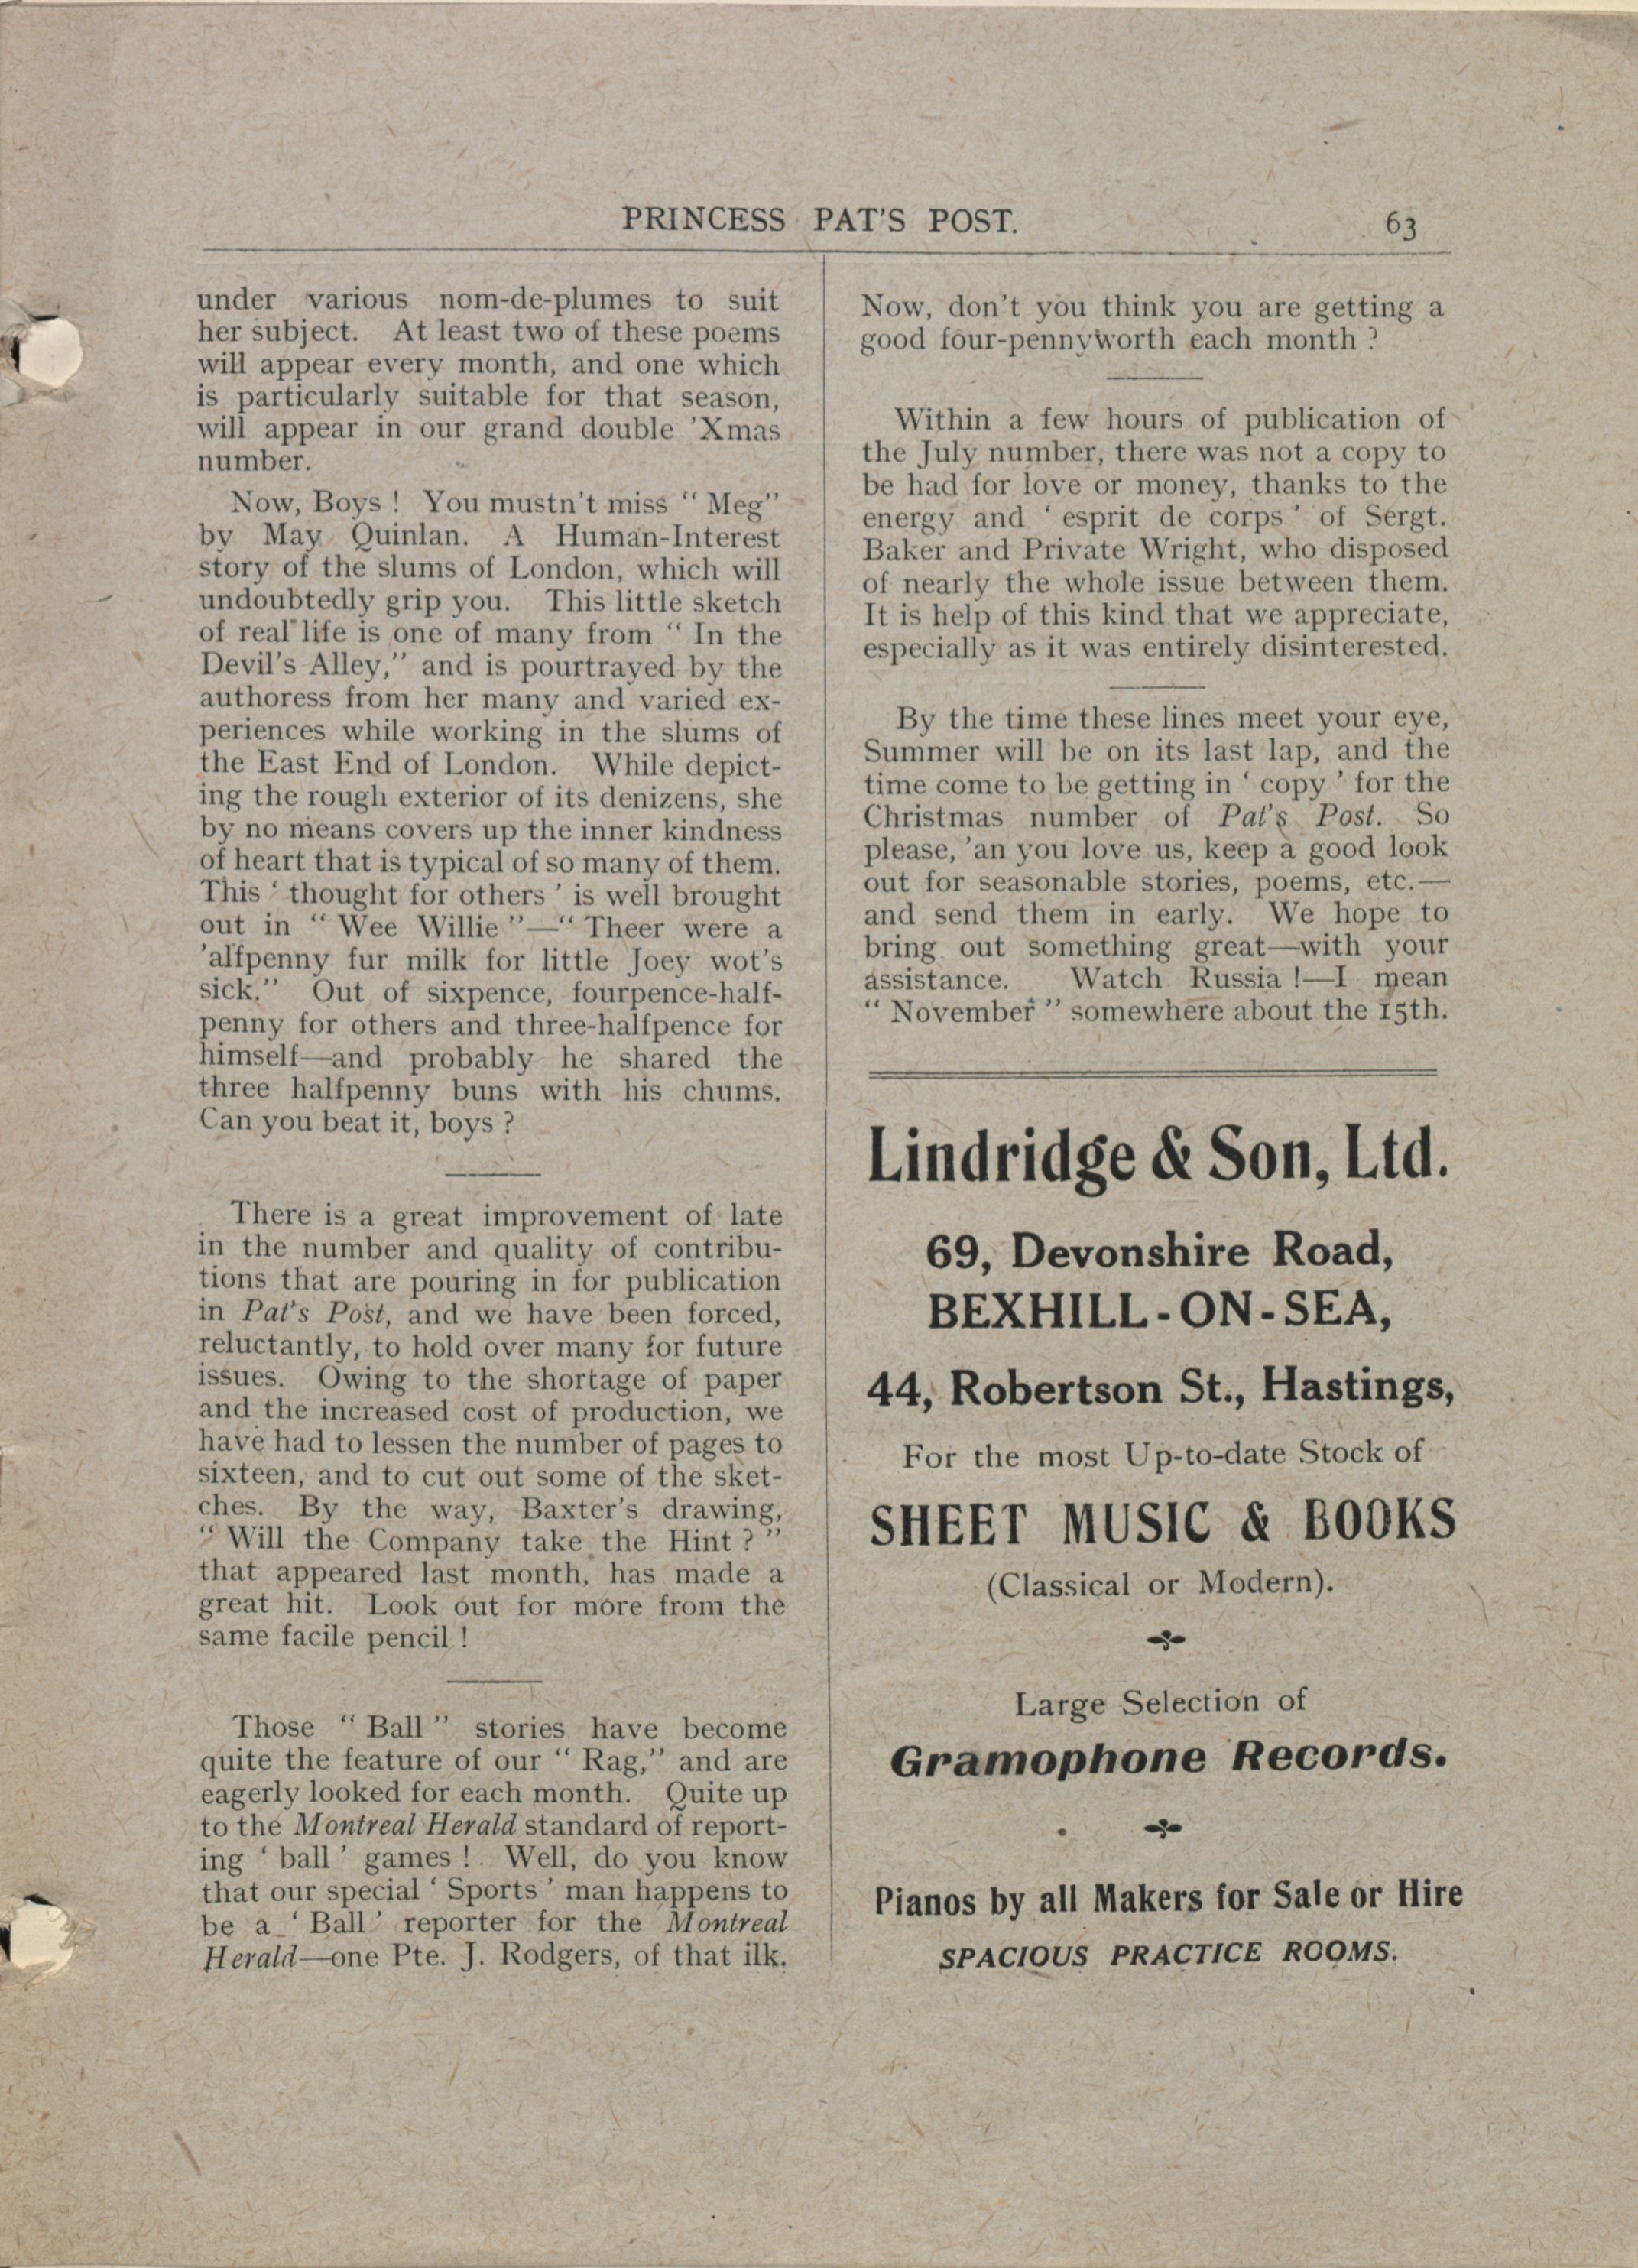 PRINCESS PAT'S POST.
63
under various nom-de-plumes to suit
her subject. At least two of these poems
will appear every month, and one which
is particularly suitable for that season,
will appear in our grand double 'Xmas
number.
Now, Boys ! You mustn't miss “ Meg”
by May Quinlan. A Human-Interest
story of the slums of London, which will
undoubtedly grip you. This little sketch
of real life is one of many from “ In the
Devil's Alley,” and is pourtrayed by the
authoress from her many and varied ex-
periences while working in the slums of
the East End of London. While depict-
ing the rough exterior of its denizens, she
by no means covers up the inner kindness
of heart that is typical of so many of them.
This ‘ thought for others ’ is well brought
out in “ Wee Willie ”—“ Theer were a
'alfpenny fur milk for little Joey wot's
sick.” Out of sixpence, fourpence-half-
penny for others and three-halfpence for
himself—and probably he shared the
three halfpenny buns with his chums.
Can you beat it, boys ?
There is a great improvement of late
in the number and quality of contribu-
tions that are pouring in for publication
in Pat's Post, and we have been forced,
reluctantly, to hold over many for future
issues. Owing to the shortage of paper
and the increased cost of production, we
have had to lessen the number of pages to
sixteen, and to cut out some of the sket-
ches. By the way, Baxter's drawing,
“ Will the Company take the Hint ? ”
that appeared last month, has made a
great hit. Look out for more from the
same facile pencil !
Those “ Ball ” stories have become
quite the feature of our “ Rag,” and are
eagerly looked for each month. Quite up
to the Montreal Herald standard of report-
ing ‘ ball ’ games ! Well, do you know
that our special ‘ Sports ’ man happens to
be a ‘ Ball ’ reporter for the Montreal
Herald—one Pte. J. Rodgers, of that ilk.
Now, don't you think you are getting a
good four-pennyworth each month ?
Within a few hours of publication of
the July number, there was not a copy to
be had for love or money, thanks to the
energy and ‘ esprit de corps ’ of Sergt.
Baker and Private Wright, who disposed
of nearly the whole issue between them.
It is help of this kind that we appreciate,
especially as it was entirely disinterested.
By the time these lines meet your eye,
Summer will be on its last lap, and the
time come to be getting in ‘ copy ’ for the
Christmas number of Pat's Post. So
please, 'an you love us, keep a good look
out for seasonable stories, poems, etc.—
and send them in early. We hope to
bring out something great—with your
assistance. Watch Russia !—I mean
“ November ” somewhere about the 15th.
Lindridge & Son, Ltd.
69, Devonshire Road,
BEXHILL-ON-SEA,
44, Robertson St., Hastings,
For the most Up-to-date Stock of
SHEET MUSIC & BOOKS
(Classical or Modern).
Large Selection of
Gramophone Records.
Pianos by all Makers for Sale or Hire
SPACIOUS PRACTICE ROOMS.